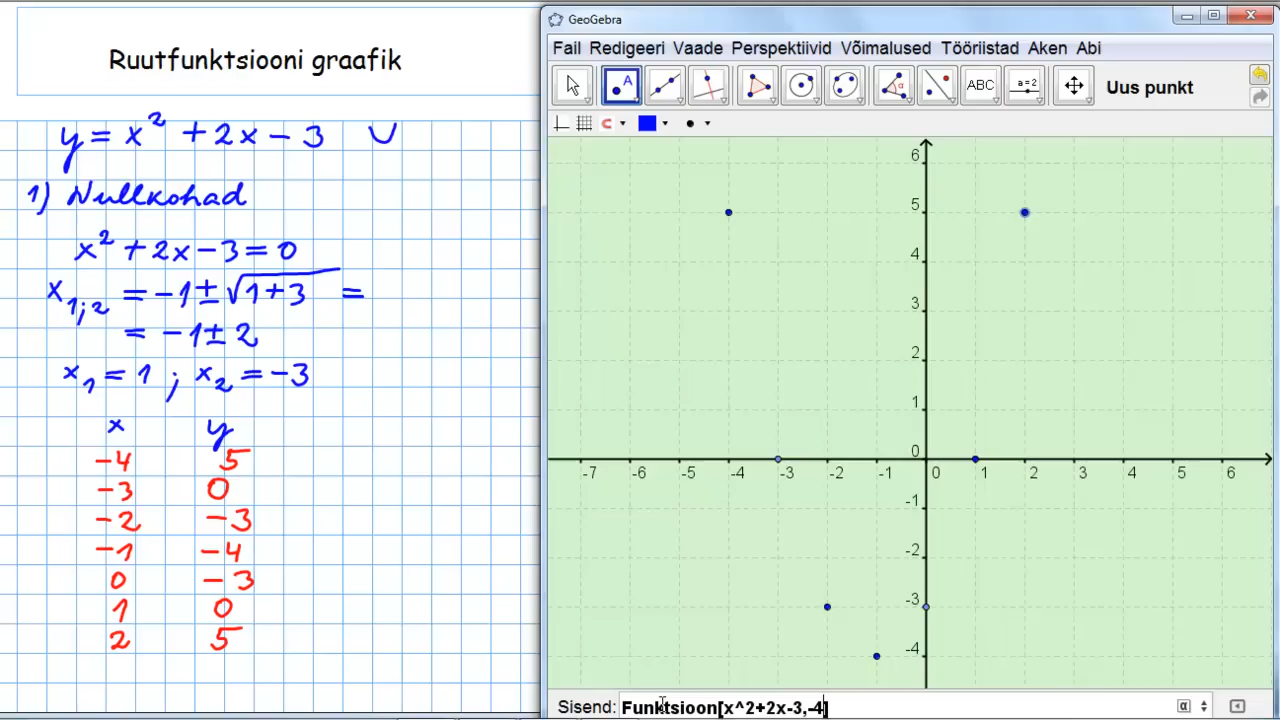 Ruutfunktsiooni graafik
y = x² + 2x - 3 ∪
1) Nullkohad
x² + 2x - 3 = 0
x₁;₂ = -1 ± √1+3 =
= -1 ± 2
x₁ = 1 ; x₂ = -3
x y
-4 5
-3 0
-2 -3
-1 -4
0 -3
1 0
2 5
GeoGebra
Fail Redigeeri Vaade Perspektiivid Võimalused Tööriistad Aken Abi
A α ABC a=2 Uus punkt
6
5
4
3
2
1
0
-7 -6 -5 -4 -3 -2 -1 0 1 2 3 4 5 6
-1
-2
-3
-4
Sisend: Funktsioon[x^2+2x-3,-4] α